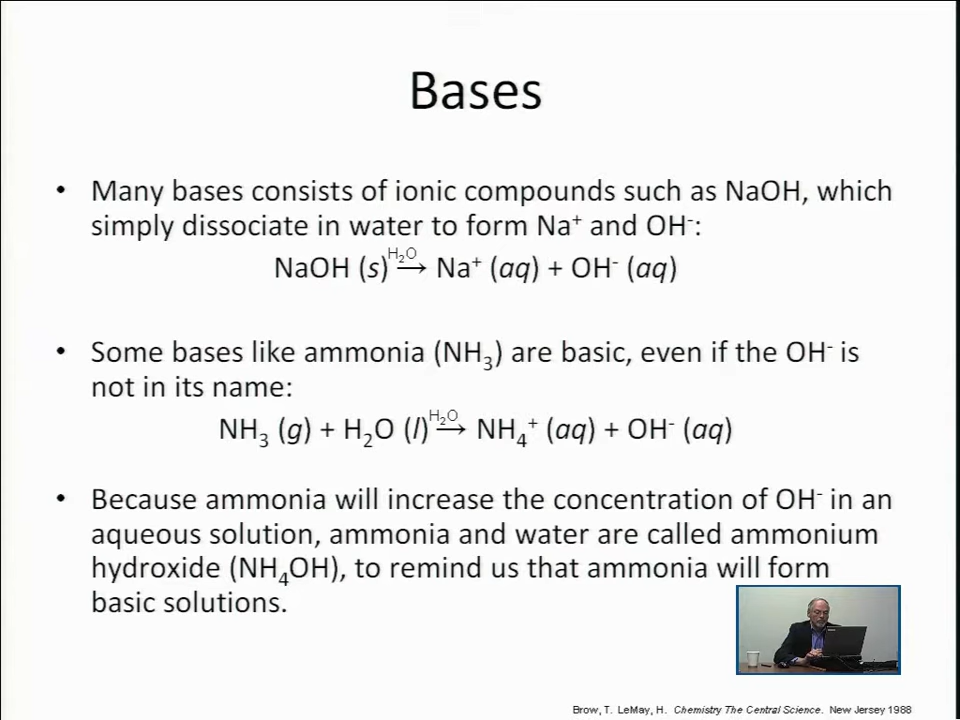 Bases
• Many bases consists of ionic compounds such as NaOH, which
simply dissociate in water to form Na⁺ and OH⁻:
NaOH (s) H₂O→ Na⁺ (aq) + OH⁻ (aq)
• Some bases like ammonia (NH₃) are basic, even if the OH⁻ is
not in its name:
NH₃ (g) + H₂O (l) H₂O→ NH₄⁺ (aq) + OH⁻ (aq)
• Because ammonia will increase the concentration of OH⁻ in an
aqueous solution, ammonia and water are called ammonium
hydroxide (NH₄OH), to remind us that ammonia will form
basic solutions.
Brow, T. LeMay, H. Chemistry The Central Science. New Jersey 1988